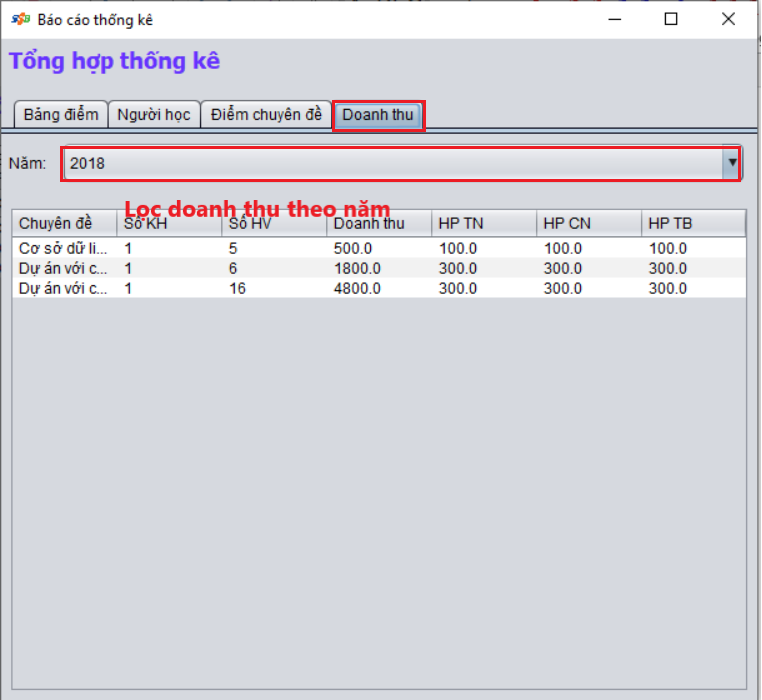 Báo cáo thống kê
Tổng hợp thống kê
Bảng điểm Người học Điểm chuyên đề Doanh thu
Năm: 2018
Lọc doanh thu theo năm
Chuyên đề Số KH Số HV Doanh thu HP TN HP CN HP TB
Cơ sở dữ li... 1 5 500.0 100.0 100.0 100.0
Dự án với c... 1 6 1800.0 300.0 300.0 300.0
Dự án với c... 1 16 4800.0 300.0 300.0 300.0